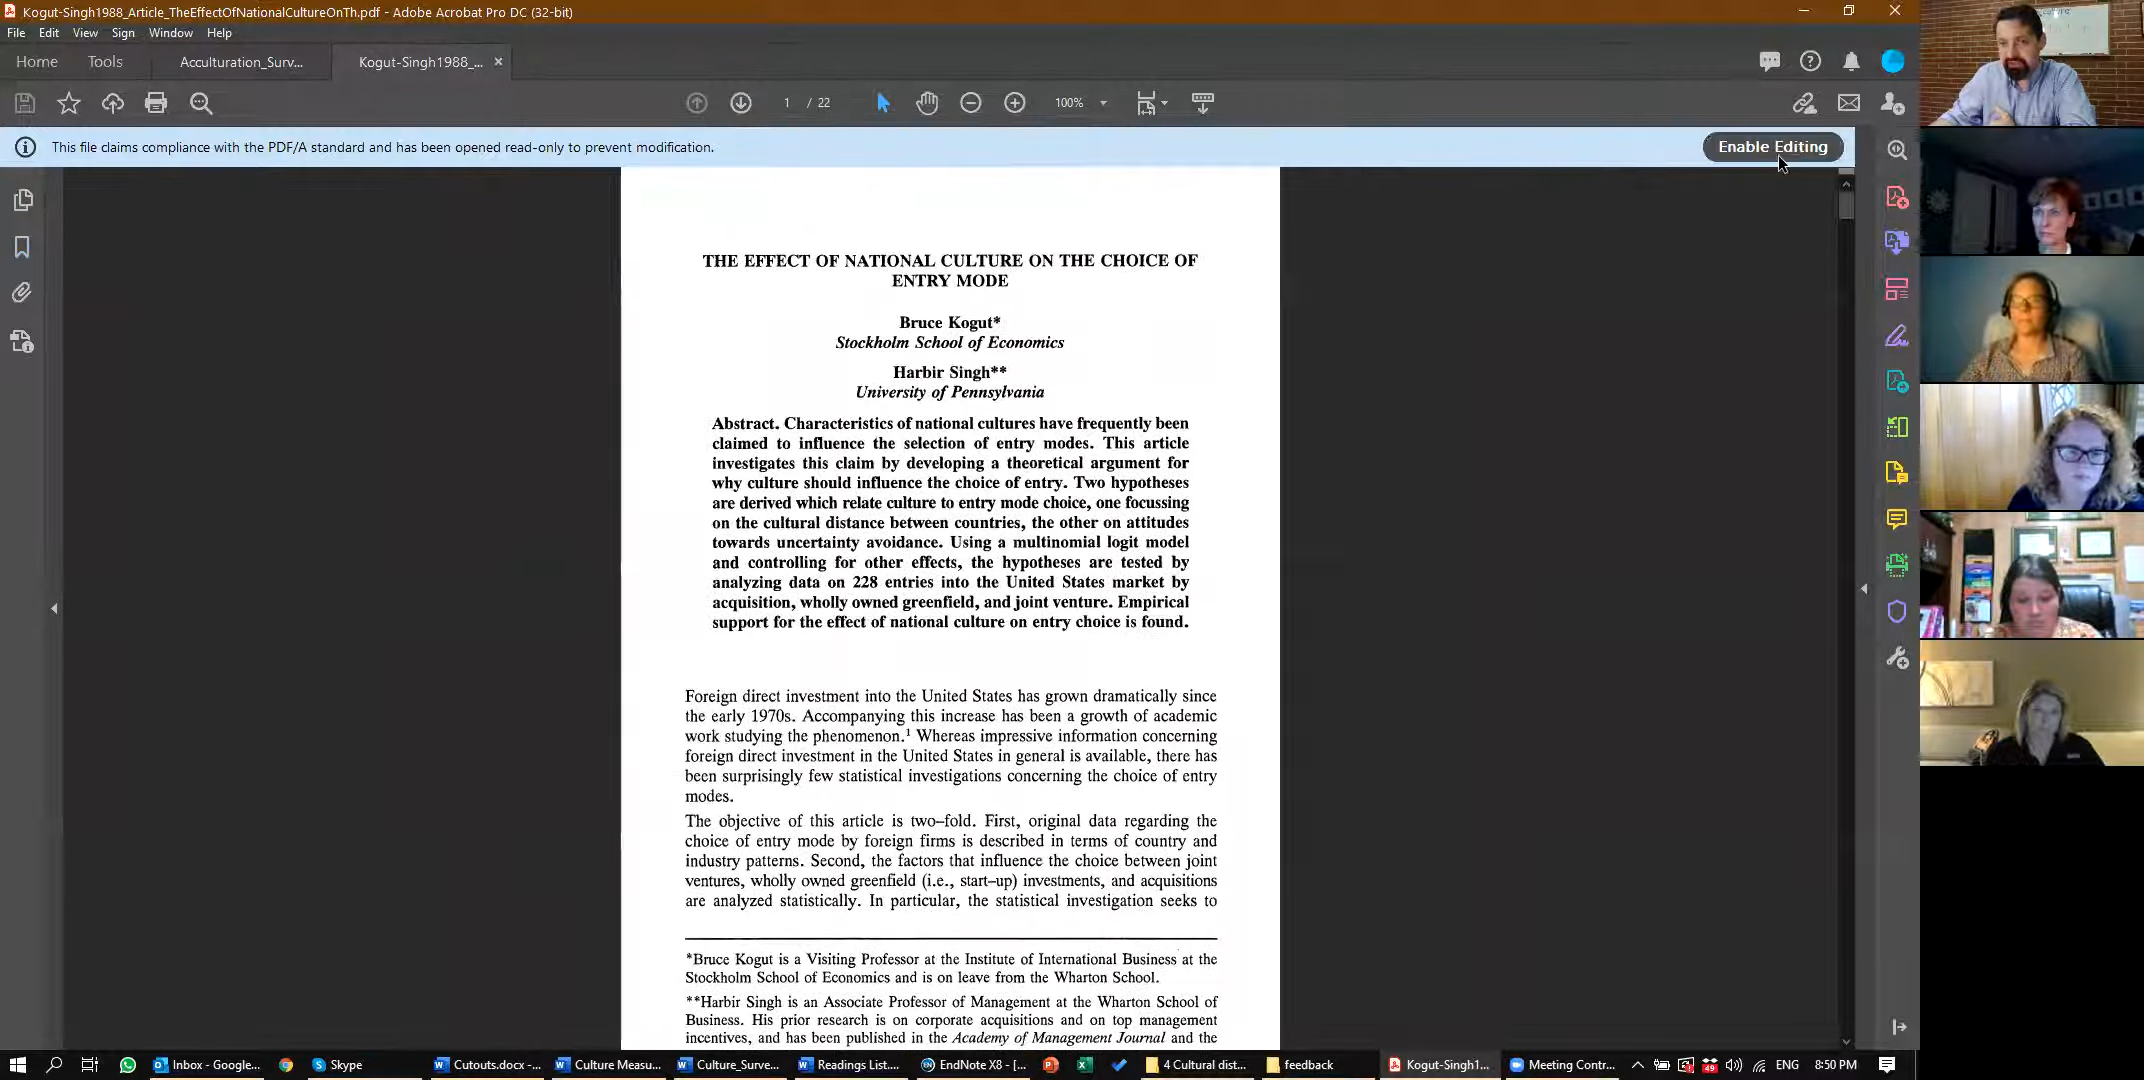 Kogut-Singh1988_Article_TheEffectOfNationalCultureOnTh.pdf - Adobe Acrobat Pro DC (32-bit)
File Edit View Sign Window Help
Home Tools Acculturation_Surv... Kogut-Singh1988_... ×
1 / 22 100%
This file claims compliance with the PDF/A standard and has been opened read-only to prevent modification.
Enable Editing
THE EFFECT OF NATIONAL CULTURE ON THE CHOICE OF
ENTRY MODE
Bruce Kogut*
Stockholm School of Economics
Harbir Singh**
University of Pennsylvania
Abstract. Characteristics of national cultures have frequently been
claimed to influence the selection of entry modes. This article
investigates this claim by developing a theoretical argument for
why culture should influence the choice of entry. Two hypotheses
are derived which relate culture to entry mode choice, one focussing
on the cultural distance between countries, the other on attitudes
towards uncertainty avoidance. Using a multinomial logit model
and controlling for other effects, the hypotheses are tested by
analyzing data on 228 entries into the United States market by
acquisition, wholly owned greenfield, and joint venture. Empirical
support for the effect of national culture on entry choice is found.
Foreign direct investment into the United States has grown dramatically since
the early 1970s. Accompanying this increase has been a growth of academic
work studying the phenomenon.¹ Whereas impressive information concerning
foreign direct investment in the United States in general is available, there has
been surprisingly few statistical investigations concerning the choice of entry
modes.
The objective of this article is two–fold. First, original data regarding the
choice of entry mode by foreign firms is described in terms of country and
industry patterns. Second, the factors that influence the choice between joint
ventures, wholly owned greenfield (i.e., start–up) investments, and acquisitions
are analyzed statistically. In particular, the statistical investigation seeks to
*Bruce Kogut is a Visiting Professor at the Institute of International Business at the
Stockholm School of Economics and is on leave from the Wharton School.
**Harbir Singh is an Associate Professor of Management at the Wharton School of
Business. His prior research is on corporate acquisitions and on top management
incentives, and has been published in the Academy of Management Journal and the
Inbox - Google... Skype Cutouts.docx -... Culture Measu... Culture_Surve... Readings List.... EndNote X8 - [... 4 Cultural dist... feedback Kogut-Singh1... Meeting Contr... 49 ENG 8:50 PM